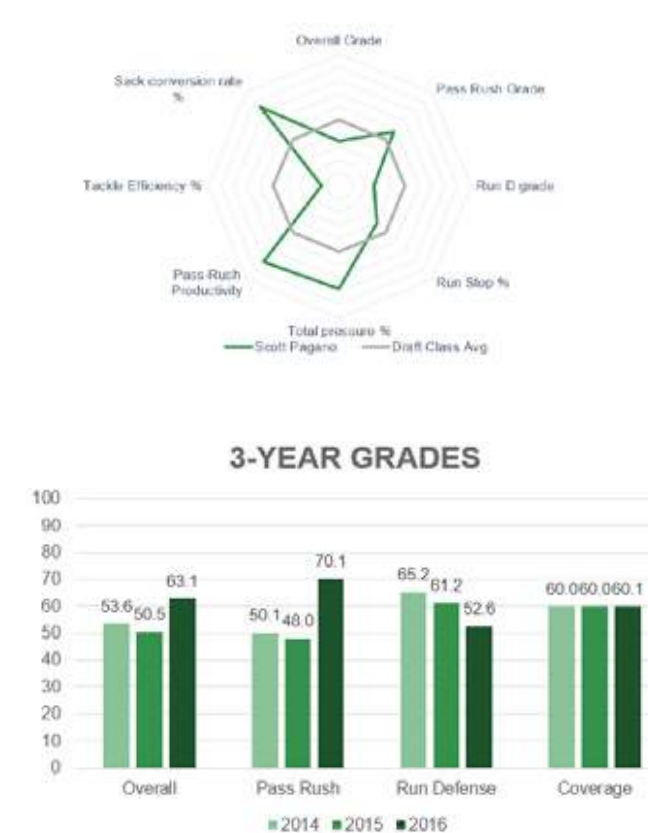 Overall Grade
Sack conversion rate
%
Pass Rush Grade
Tackle Efficiency %
Run D grade
Pass Rush
Productivity
Run Stop %
Total pressure %
Scott Pagano Draft Class Avg
3-YEAR GRADES
100
90
80
70
60
50
40
30
20
10
0
53.6 50.5 63.1
50.1 48.0 70.1
65.2 61.2 52.6
60.0 60.0 60.1
Overall Pass Rush Run Defense Coverage
2014 2015 2016